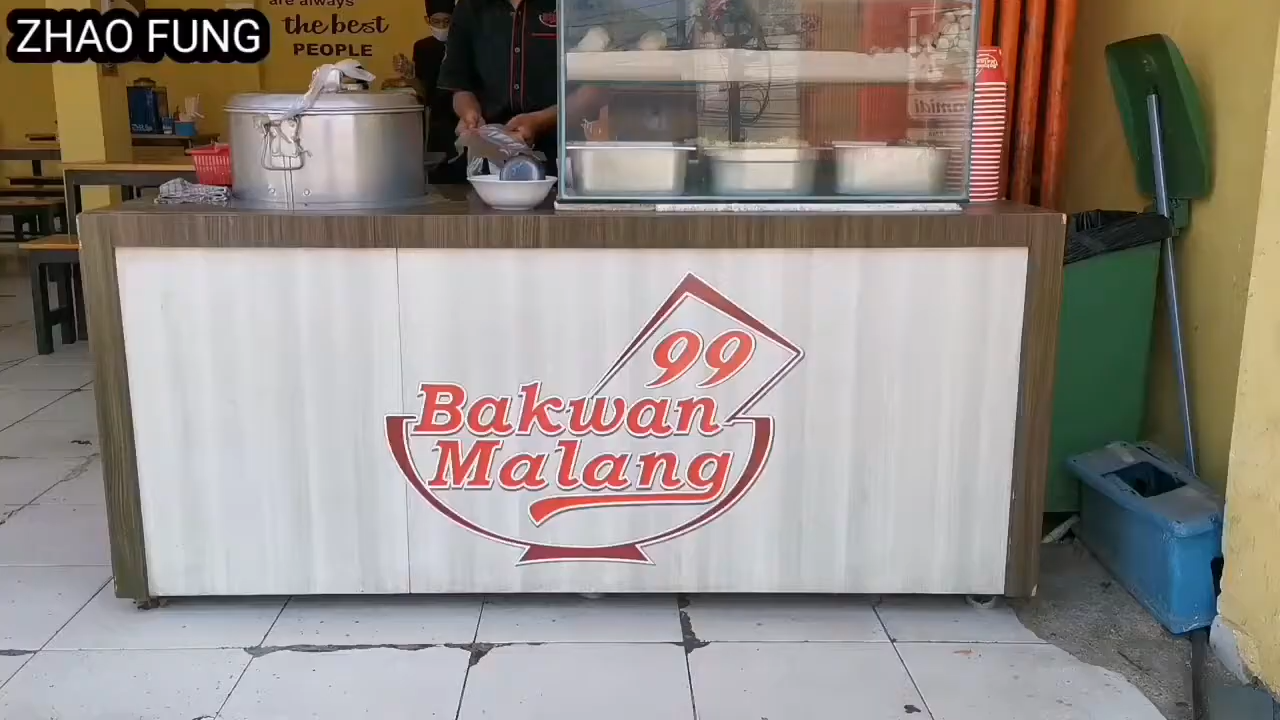 ZHAO FUNG
are always
the best
PEOPLE
99
Bakwan
Malang